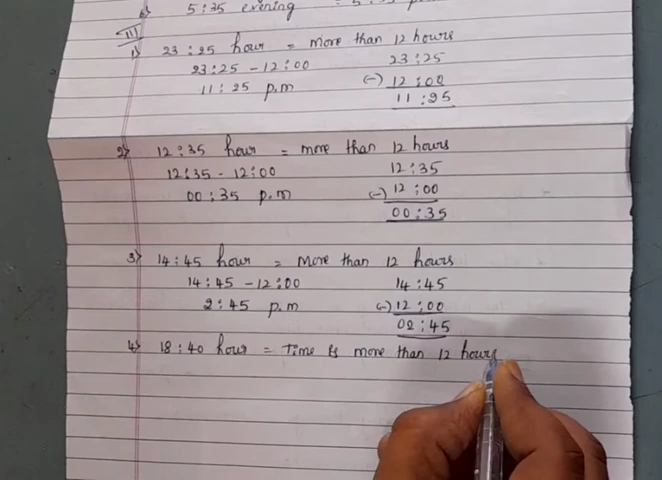 6) 5:35 evening = 5:35 p
III
1) 23:25 hour = more than 12 hours
23:25 - 12:00 23:25
11:25 p.m (-) 12:00
11:25
2) 12:35 hour = more than 12 hours
12:35 - 12:00 12:35
00:35 p.m (-) 12:00
00:35
3) 14:45 hour = More than 12 hours
14:45 - 12:00 14:45
2:45 p.m (-) 12:00
02:45
4) 18:40 hour = Time is more than 12 hours